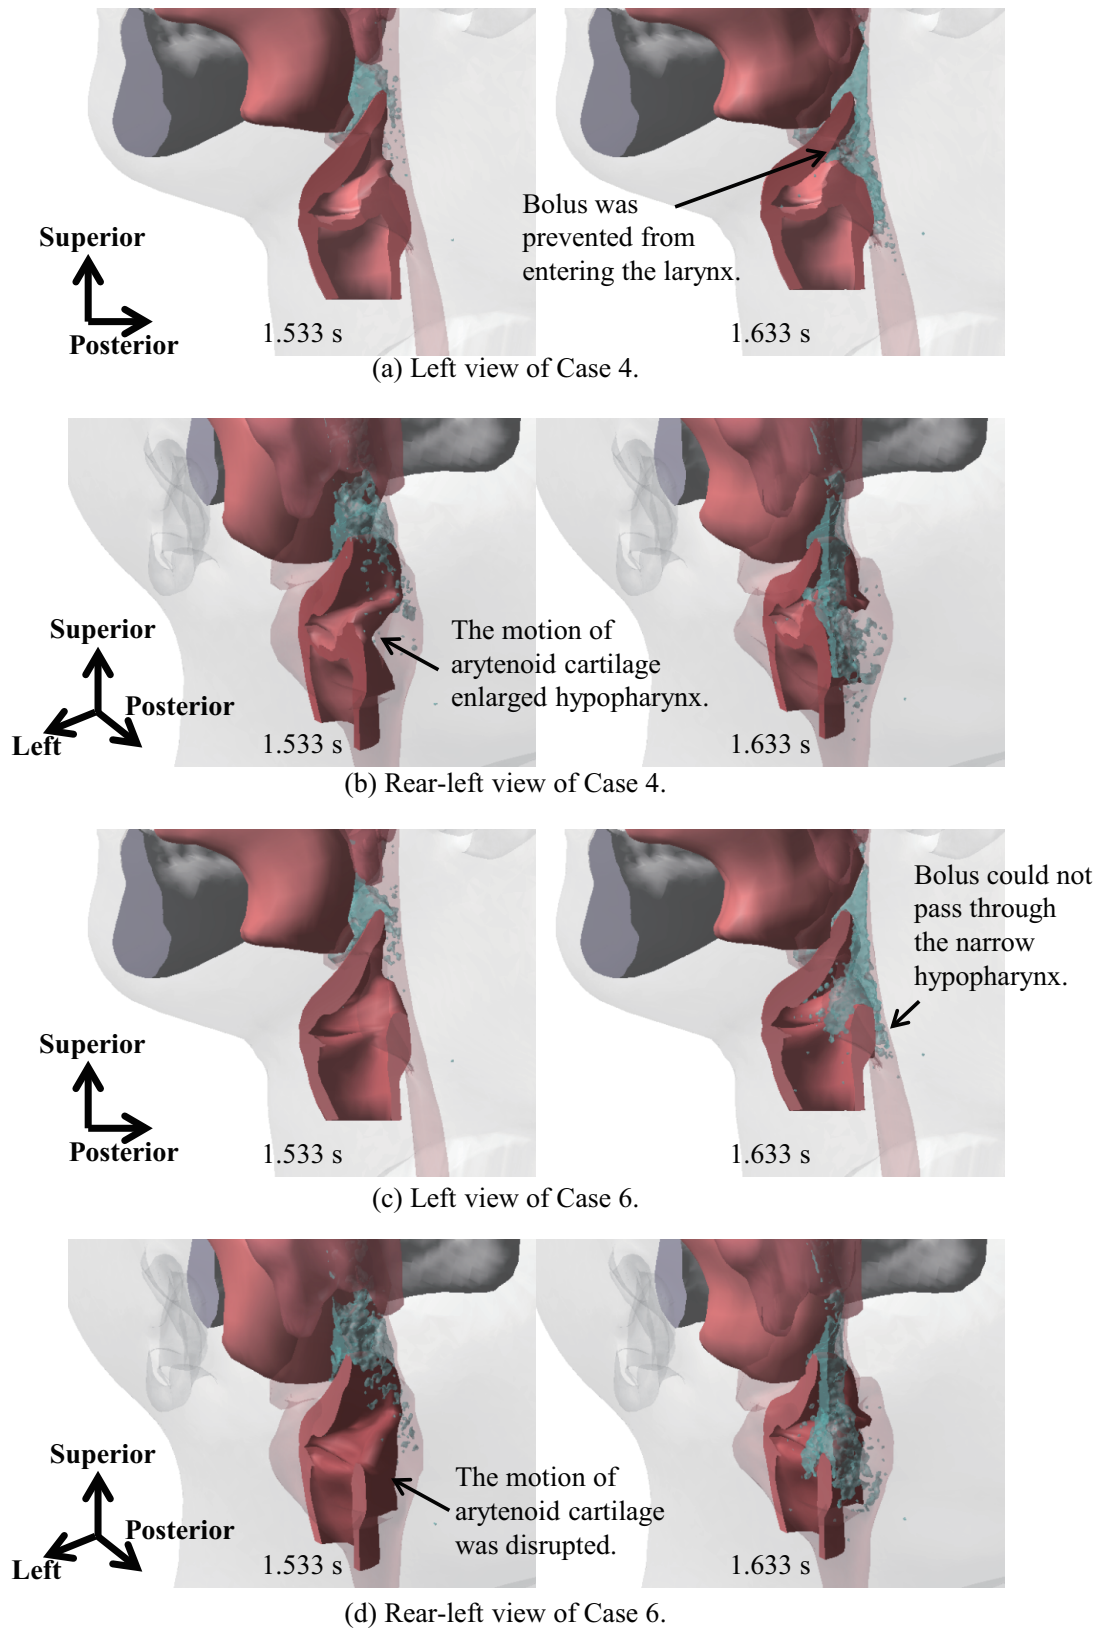 Bolus was
prevented from
entering the larynx.
Superior
Posterior
1.533 s
1.633 s
(a) Left view of Case 4.
The motion of
arytenoid cartilage
enlarged hypopharynx.
Superior
Posterior
Left
1.533 s
1.633 s
(b) Rear-left view of Case 4.
Bolus could not
pass through
the narrow
hypopharynx.
Superior
Posterior
1.533 s
1.633 s
(c) Left view of Case 6.
The motion of
arytenoid cartilage
was disrupted.
Superior
Posterior
Left
1.533 s
1.633 s
(d) Rear-left view of Case 6.